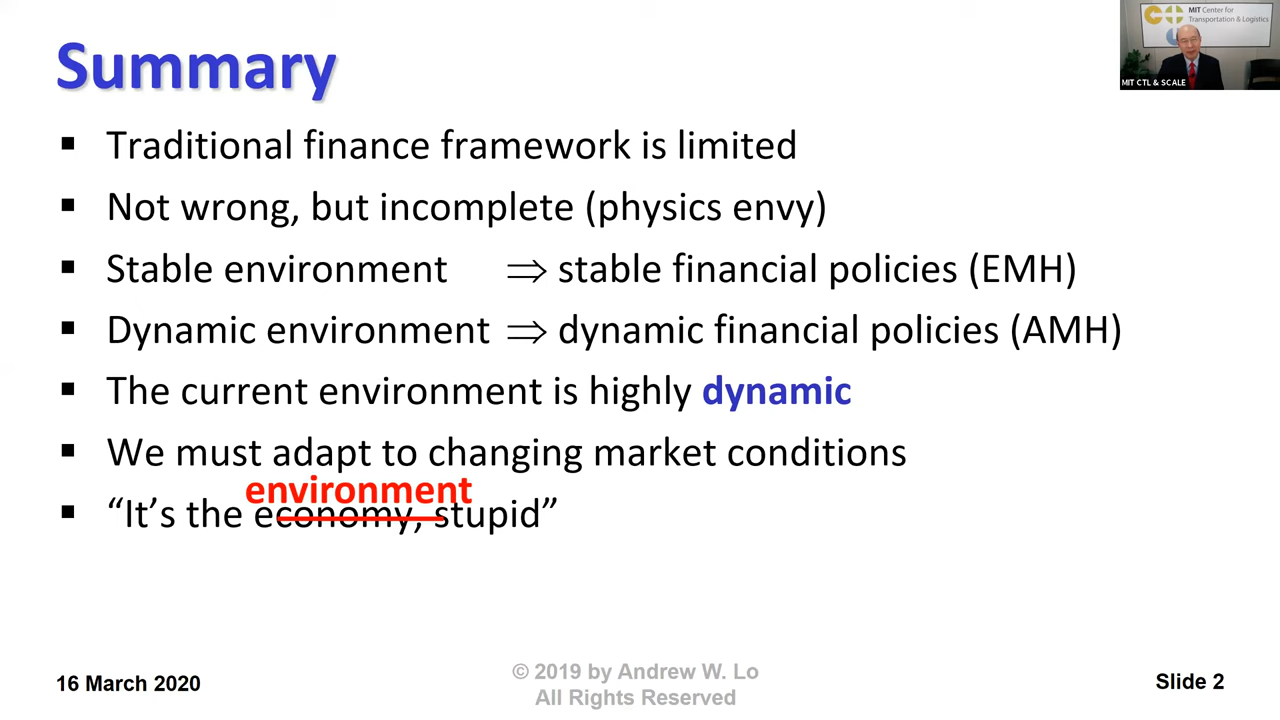 Summary
MIT Center for
Transportation & Logistics
MIT CTL & SCALE
▪ Traditional finance framework is limited
▪ Not wrong, but incomplete (physics envy)
▪ Stable environment ⇒ stable financial policies (EMH)
▪ Dynamic environment ⇒ dynamic financial policies (AMH)
▪ The current environment is highly dynamic
▪ We must adapt to changing market conditions
environment
▪ “It’s the economy, stupid”
16 March 2020
© 2019 by Andrew W. Lo
All Rights Reserved
Slide 2